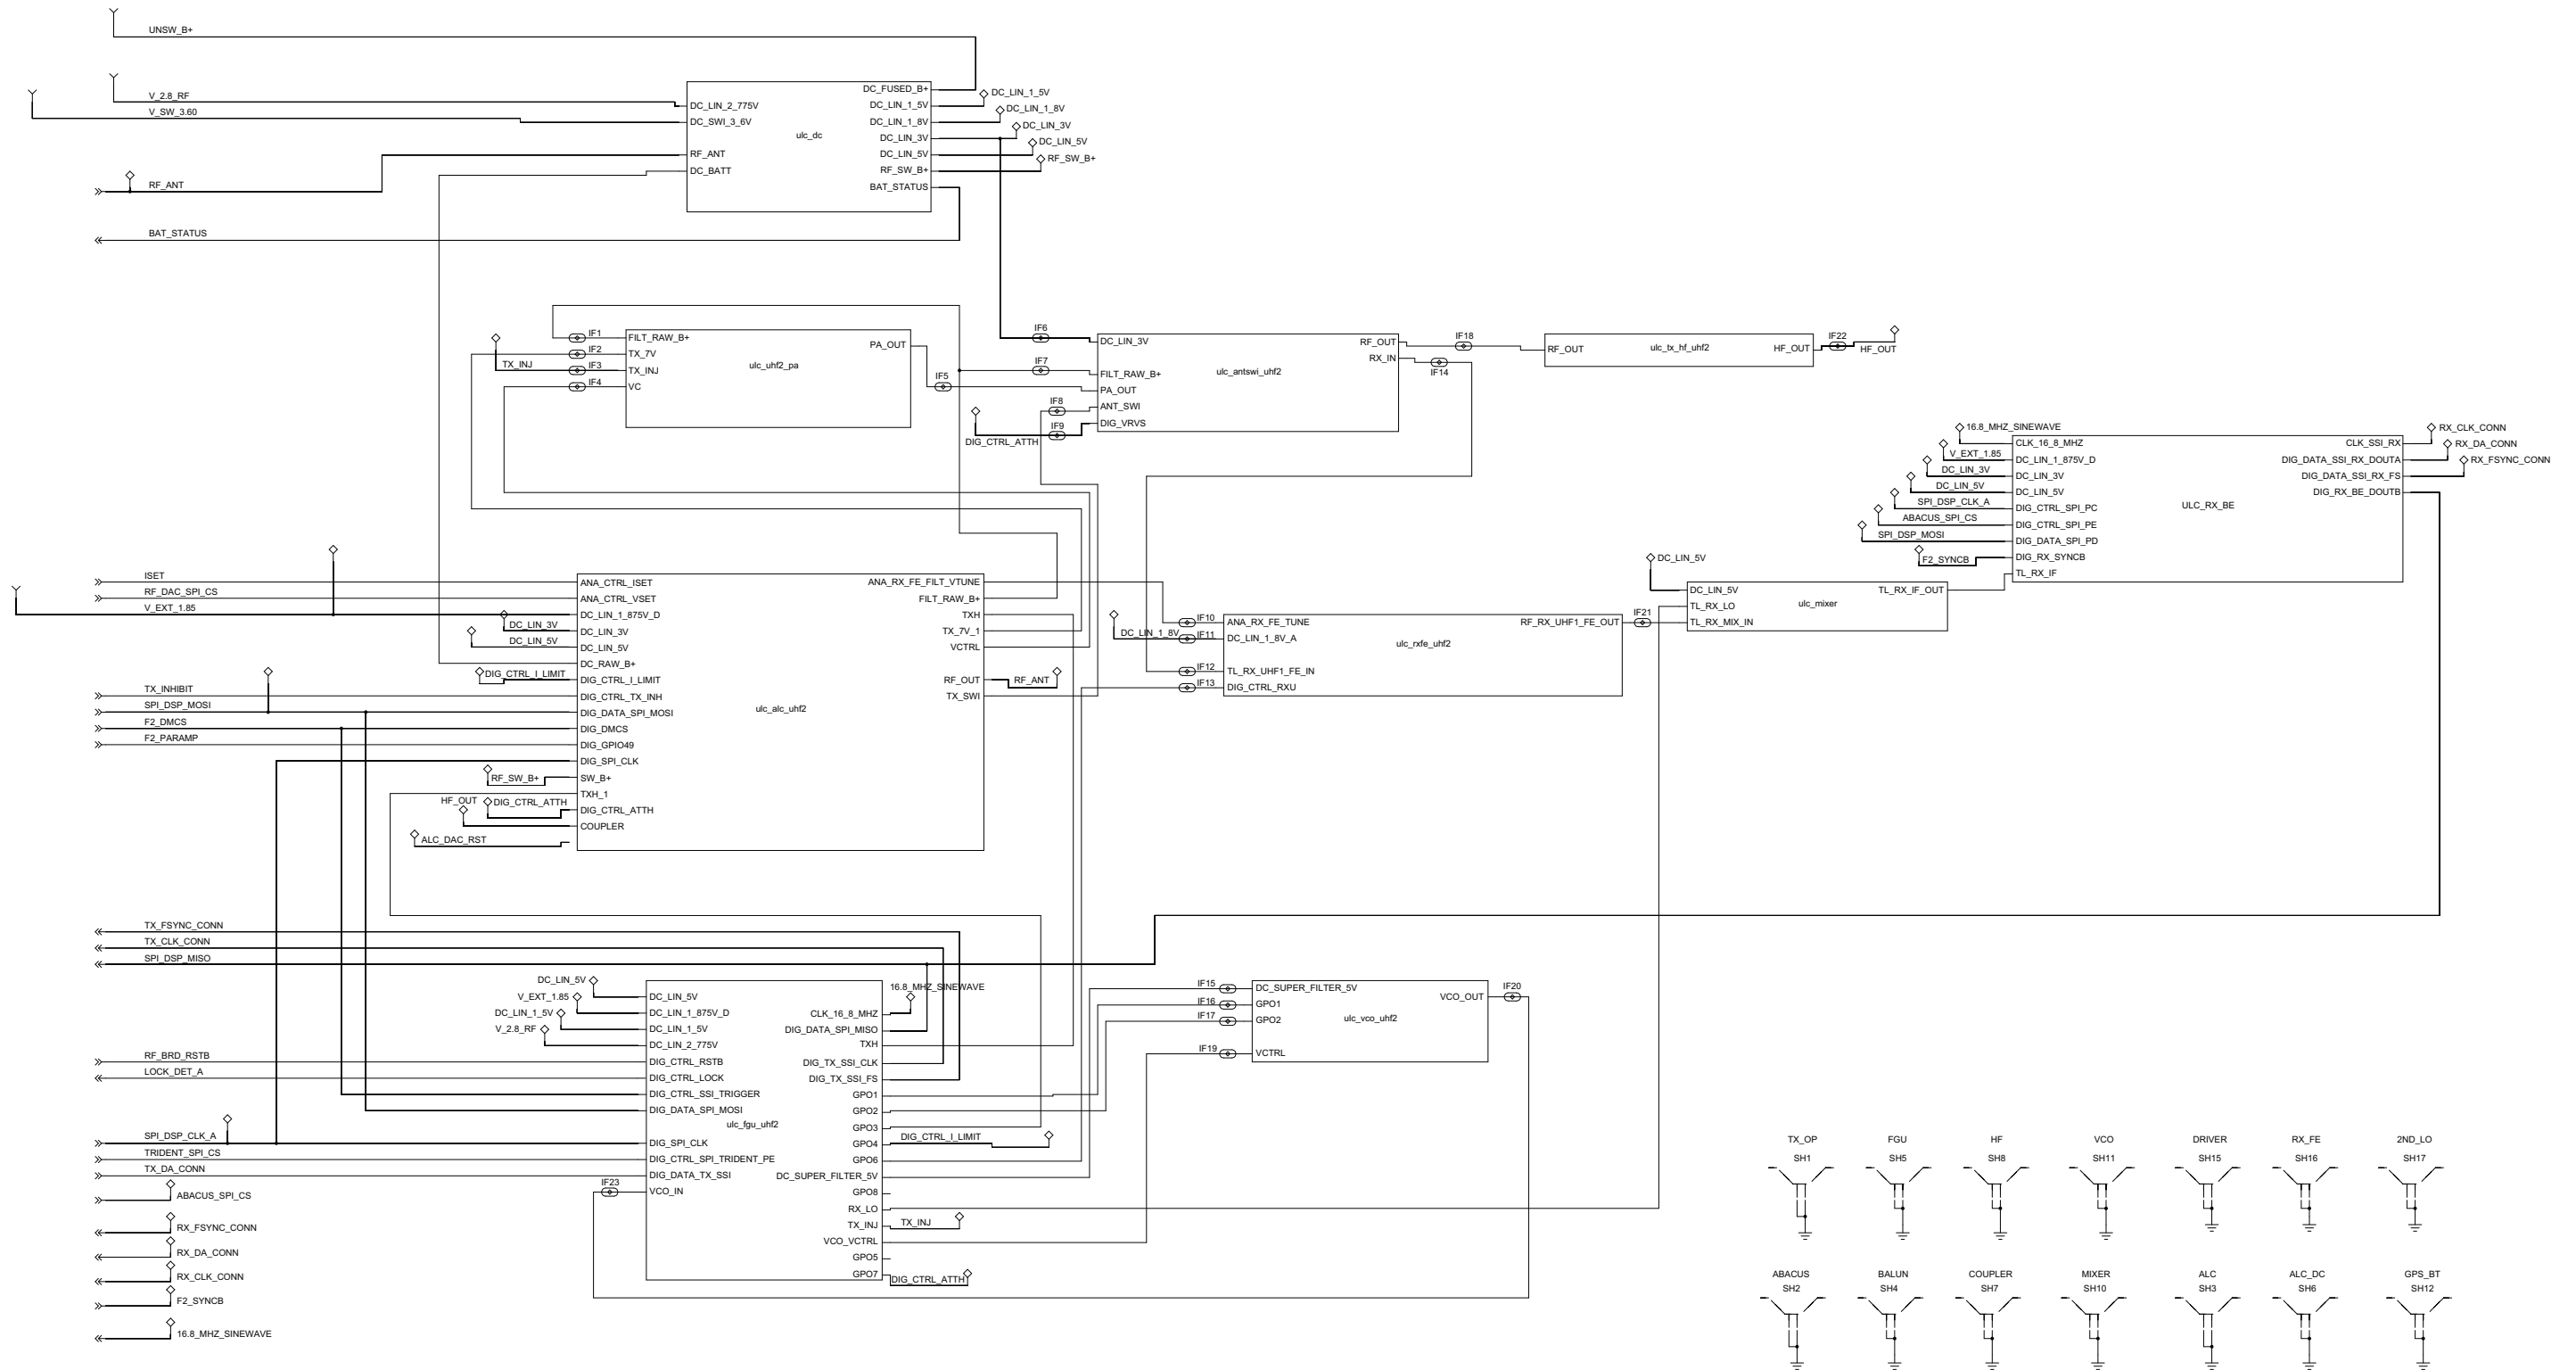 UNSW_B+
V_2.8_RF
V_SW_3.60
RF_ANT
BAT_STATUS
DC_LIN_2_775V
DC_SWI_3_6V
RF_ANT
DC_BATT
ulc_dc
DC_FUSED_B+
DC_LIN_1_5V
DC_LIN_1_8V
DC_LIN_3V
DC_LIN_5V
RF_SW_B+
BAT_STATUS
DC_LIN_1_5V
DC_LIN_1_8V
DC_LIN_3V
DC_LIN_5V
RF_SW_B+
IF1
IF2
TX_INJ
IF3
IF4
FILT_RAW_B+
TX_7V
TX_INJ
VC
ulc_uhf2_pa
PA_OUT
IF5
IF6
IF7
IF8
IF9
DIG_CTRL_ATTH
DC_LIN_3V
FILT_RAW_B+
PA_OUT
ANT_SWI
DIG_VRVS
ulc_antswi_uhf2
RF_OUT
RX_IN
IF18
IF14
RF_OUT
ulc_tx_hf_uhf2
HF_OUT
IF22
HF_OUT
16.8_MHZ_SINEWAVE
V_EXT_1.85
DC_LIN_3V
DC_LIN_5V
SPI_DSP_CLK_A
ABACUS_SPI_CS
SPI_DSP_MOSI
F2_SYNCB
CLK_16_8_MHZ
DC_LIN_1_875V_D
DC_LIN_3V
DC_LIN_5V
DIG_CTRL_SPI_PC
DIG_CTRL_SPI_PE
DIG_DATA_SPI_PD
DIG_RX_SYNCB
TL_RX_IF
ULC_RX_BE
CLK_SSI_RX
DIG_DATA_SSI_RX_DOUTA
DIG_DATA_SSI_RX_FS
DIG_RX_BE_DOUTB
RX_CLK_CONN
RX_DA_CONN
RX_FSYNC_CONN
ISET
RF_DAC_SPI_CS
V_EXT_1.85
DC_LIN_3V
DC_LIN_5V
DIG_CTRL_I_LIMIT
TX_INHIBIT
SPI_DSP_MOSI
F2_DMCS
F2_PARAMP
RF_SW_B+
HF_OUT
DIG_CTRL_ATTH
ALC_DAC_RST
ANA_CTRL_ISET
ANA_CTRL_VSET
DC_LIN_1_875V_D
DC_LIN_3V
DC_LIN_5V
DC_RAW_B+
DIG_CTRL_I_LIMIT
DIG_CTRL_TX_INH
DIG_DATA_SPI_MOSI
DIG_DMCS
DIG_GPIO49
DIG_SPI_CLK
SW_B+
TXH_1
DIG_CTRL_ATTH
COUPLER
ulc_alc_uhf2
ANA_RX_FE_FILT_VTUNE
FILT_RAW_B+
TXH
TX_7V_1
VCTRL
RF_OUT
TX_SWI
RF_ANT
IF10
DC_LIN_1_8V
IF11
IF12
IF13
ANA_RX_FE_TUNE
DC_LIN_1_8V_A
TL_RX_UHF1_FE_IN
DIG_CTRL_RXU
ulc_rxfe_uhf2
RF_RX_UHF1_FE_OUT
IF21
DC_LIN_5V
DC_LIN_5V
TL_RX_LO
TL_RX_MIX_IN
ulc_mixer
TL_RX_IF_OUT
TX_FSYNC_CONN
TX_CLK_CONN
SPI_DSP_MISO
DC_LIN_5V
V_EXT_1.85
DC_LIN_1_5V
V_2.8_RF
RF_BRD_RSTB
LOCK_DET_A
SPI_DSP_CLK_A
TRIDENT_SPI_CS
TX_DA_CONN
ABACUS_SPI_CS
RX_FSYNC_CONN
RX_DA_CONN
RX_CLK_CONN
F2_SYNCB
16.8_MHZ_SINEWAVE
IF23
DC_LIN_5V
DC_LIN_1_875V_D
DC_LIN_1_5V
DC_LIN_2_775V
DIG_CTRL_RSTB
DIG_CTRL_LOCK
DIG_CTRL_SSI_TRIGGER
DIG_DATA_SPI_MOSI
ulc_fgu_uhf2
DIG_SPI_CLK
DIG_CTRL_SPI_TRIDENT_PE
DIG_DATA_TX_SSI
VCO_IN
16.8_MHZ_SINEWAVE
CLK_16_8_MHZ
DIG_DATA_SPI_MISO
TXH
DIG_TX_SSI_CLK
DIG_TX_SSI_FS
GPO1
GPO2
GPO3
GPO4
GPO6
DC_SUPER_FILTER_5V
GPO8
RX_LO
TX_INJ
VCO_VCTRL
GPO5
GPO7
DIG_CTRL_I_LIMIT
TX_INJ
DIG_CTRL_ATTH
IF15
IF16
IF17
IF19
DC_SUPER_FILTER_5V
GPO1
GPO2
VCTRL
ulc_vco_uhf2
VCO_OUT
IF20
TX_OP FGU HF VCO DRIVER RX_FE 2ND_LO
SH1 SH5 SH8 SH11 SH15 SH16 SH17
ABACUS BALUN COUPLER MIXER ALC ALC_DC GPS_BT
SH2 SH4 SH7 SH10 SH3 SH6 SH12